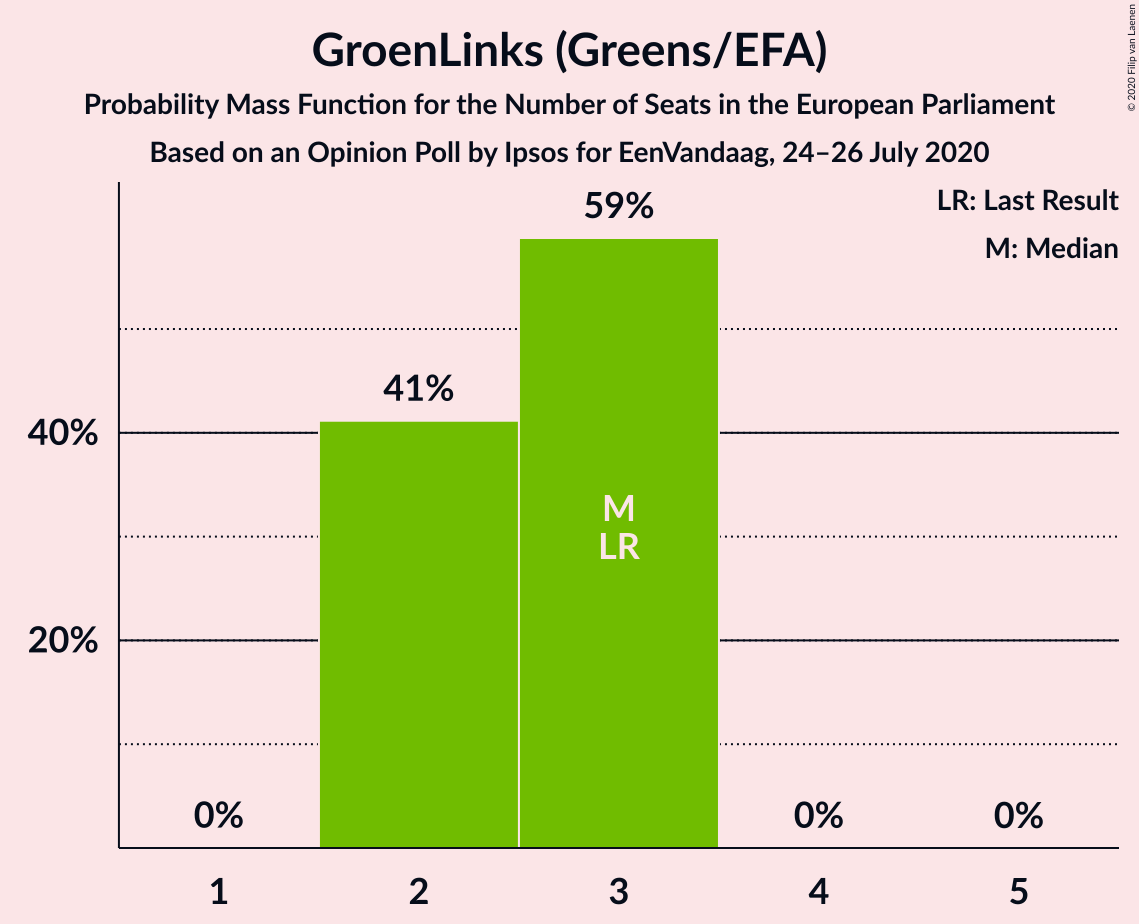 GroenLinks (Greens/EFA)
Probability Mass Function for the Number of Seats in the European Parliament
Based on an Opinion Poll by Ipsos for EenVandaag, 24–26 July 2020
© 2020 Filip van Laenen
LR: Last Result
M: Median
59%
41%
40%
M
LR
20%
0%
0%
0%
1
2
3
4
5